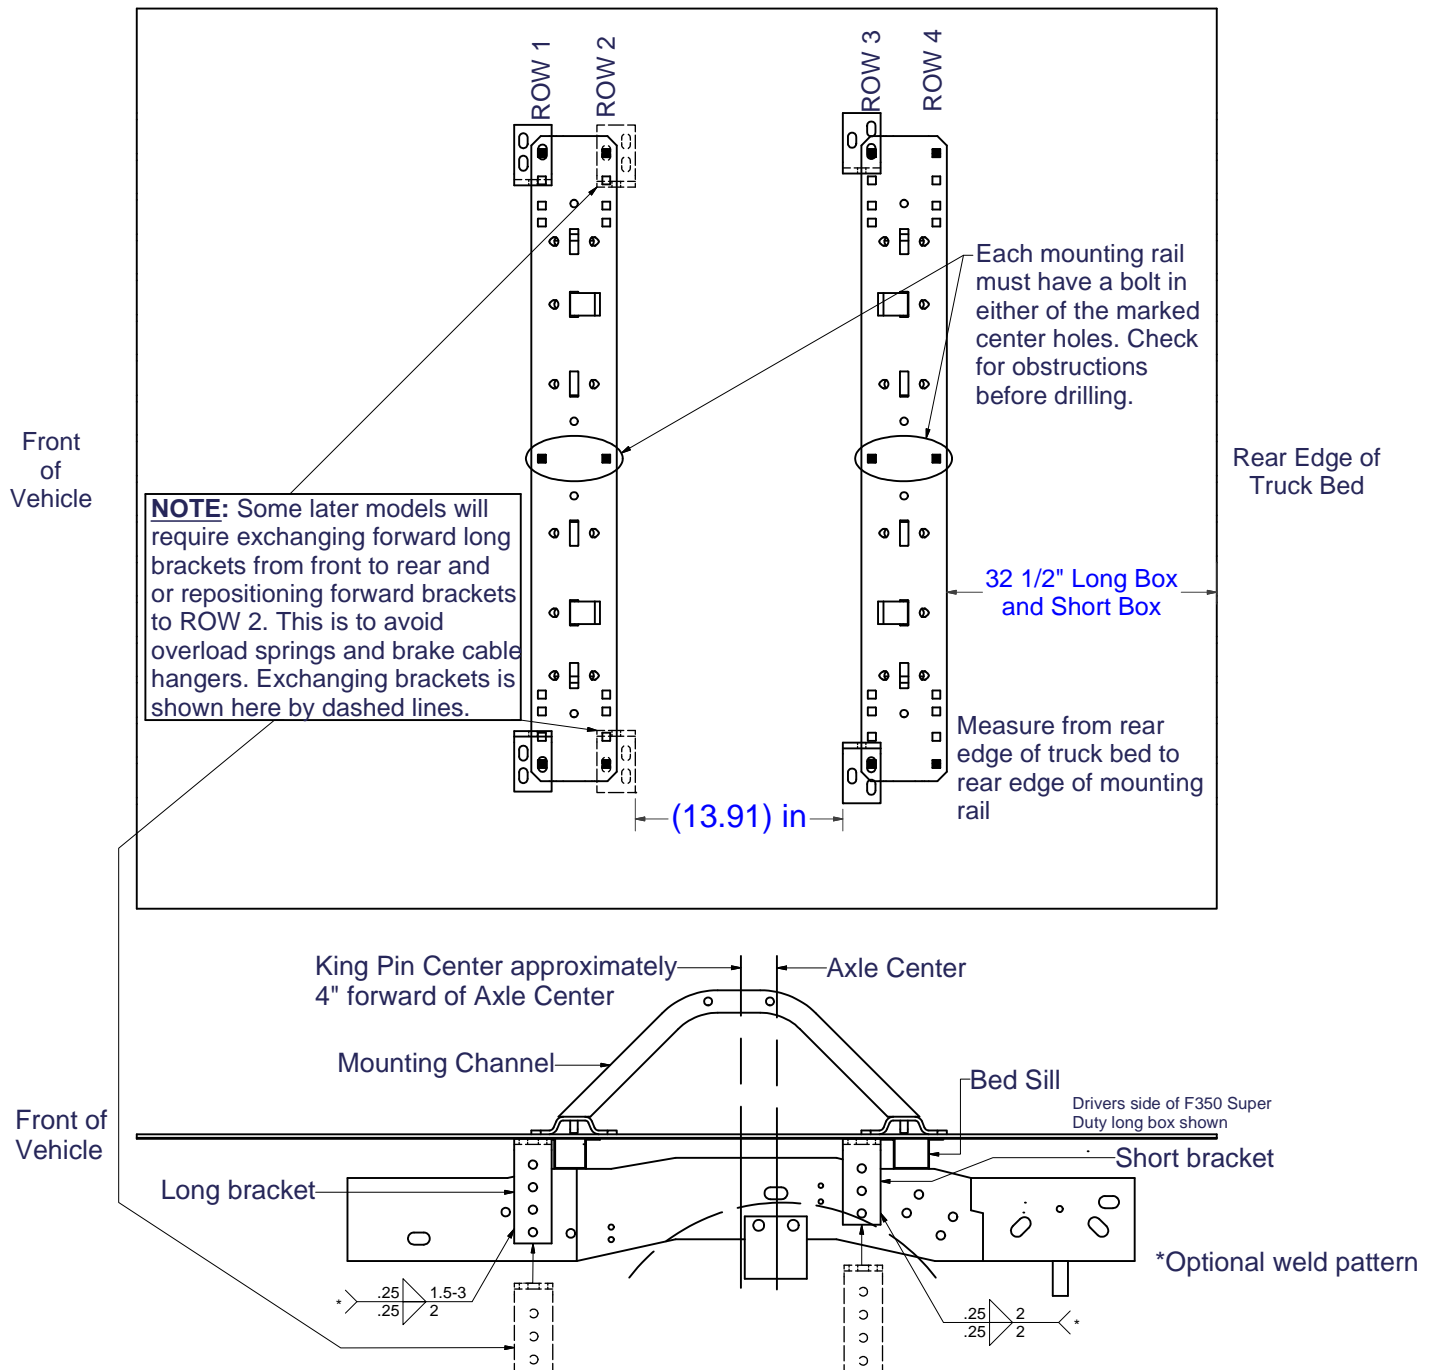 ROW 1
ROW 2
ROW 3
ROW 4
Each mounting rail
must have a bolt in
either of the marked
center holes. Check
for obstructions
before drilling.
Front
of
Vehicle
Rear Edge of
Truck Bed
NOTE: Some later models will
require exchanging forward long
brackets from front to rear and
or repositioning forward brackets
to ROW 2. This is to avoid
overload springs and brake cable
hangers. Exchanging brackets is
shown here by dashed lines.
32 1/2" Long Box
and Short Box
Measure from rear
edge of truck bed to
rear edge of mounting
rail
(13.91) in
King Pin Center approximately
4" forward of Axle Center
Axle Center
Mounting Channel
Bed Sill
Drivers side of F350 Super
Duty long box shown
Front of
Vehicle
Short bracket
Long bracket
*Optional weld pattern
* .25 1.5-3
.25 2
.25 2 *
.25 2